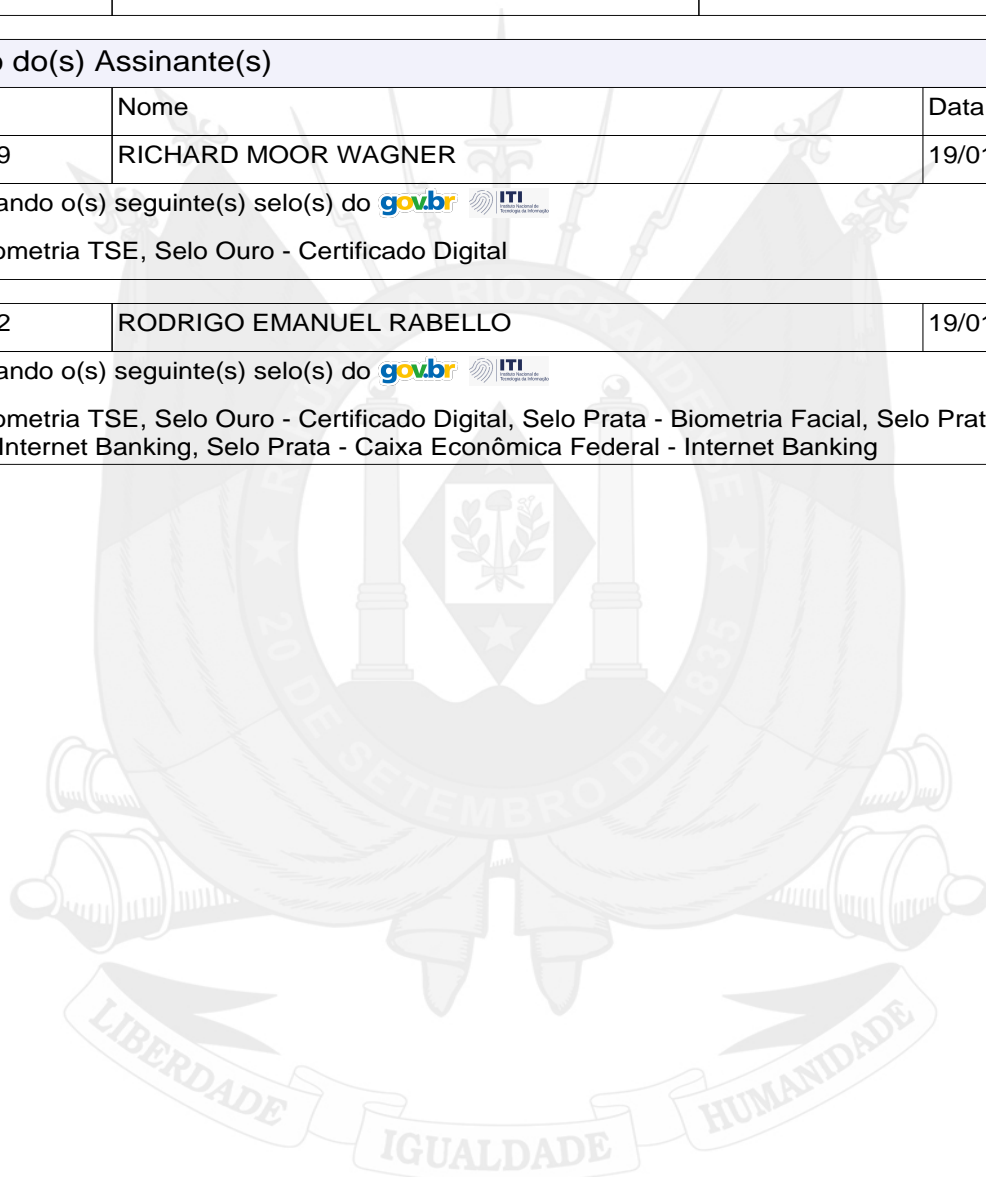 o do(s) Assinante(s)
Nome Data
9 RICHARD MOOR WAGNER 19/01
ando o(s) seguinte(s) selo(s) do gov.br ITI
ometria TSE, Selo Ouro - Certificado Digital
2 RODRIGO EMANUEL RABELLO 19/01
ando o(s) seguinte(s) selo(s) do gov.br ITI
ometria TSE, Selo Ouro - Certificado Digital, Selo Prata - Biometria Facial, Selo Prat
Internet Banking, Selo Prata - Caixa Econômica Federal - Internet Banking
20 DE SETEMBRO DE 1835
LIBERDADE
IGUALDADE
HUMANIDADE